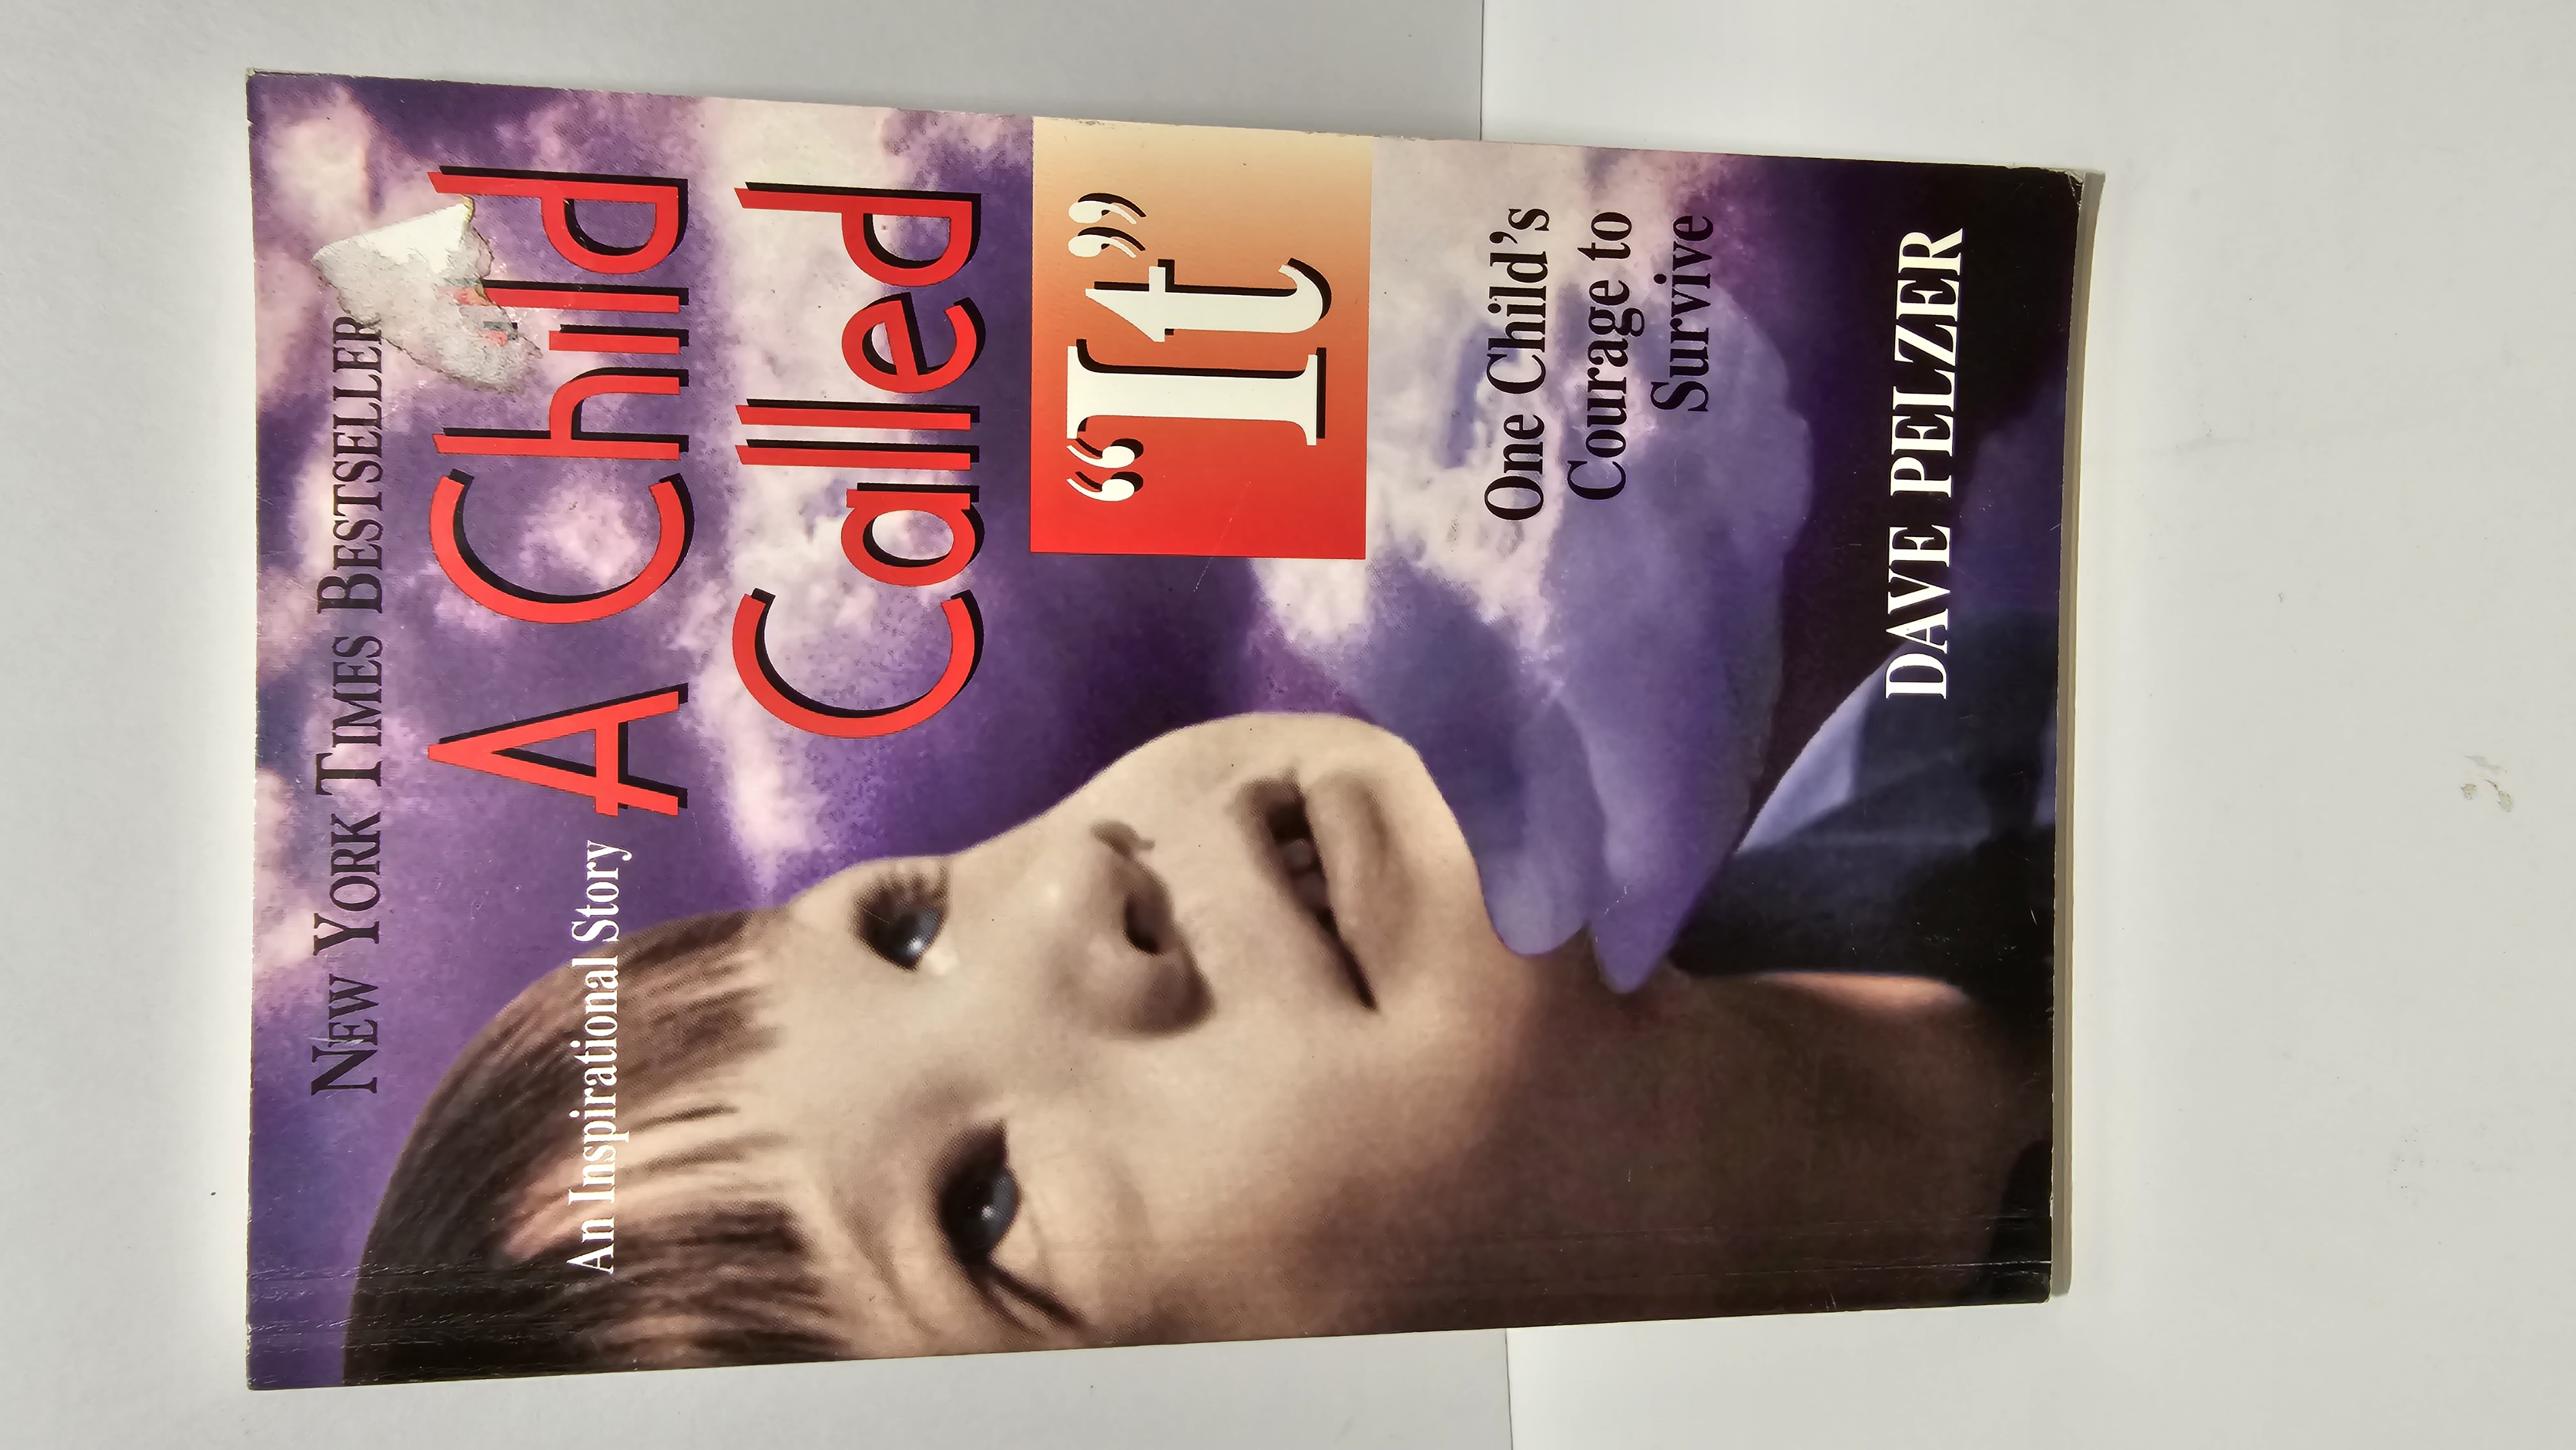 NEW YORK TIMES BESTSELLER
An Inspirational Story
A Child
Called
“It”
One Child’s
Courage to
Survive
DAVE PELZER